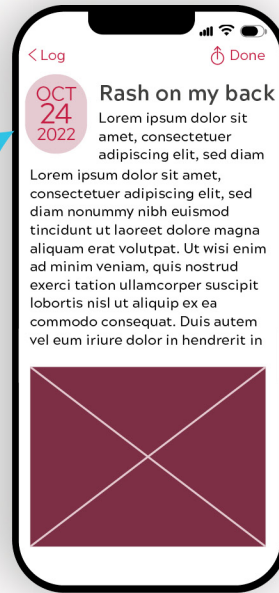 < Log
Done
OCT
24
2022
Rash on my back
Lorem ipsum dolor sit
amet, consectetuer
adipiscing elit, sed diam
Lorem ipsum dolor sit amet,
consectetuer adipiscing elit, sed
diam nonummy nibh euismod
tincidunt ut laoreet dolore magna
aliquam erat volutpat. Ut wisi enim
ad minim veniam, quis nostrud
exerci tation ullamcorper suscipit
lobortis nisl ut aliquip ex ea
commodo consequat. Duis autem
vel eum iriure dolor in hendrerit in